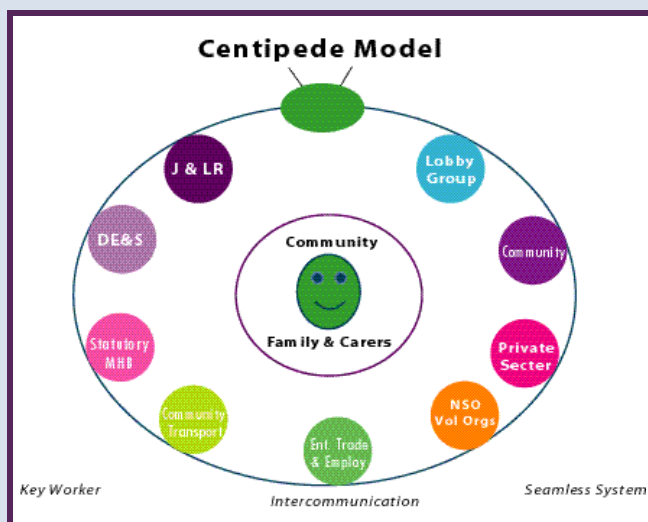 Centipede Model
J & LR
Lobby
Group
DE&S
Community
Community
Family & Carers
Statutory
MHB
Private
Secter
Community
Transport
NSO
Vol Orgs
Ent. Trade
& Employ
Key Worker
Intercommunication
Seamless System